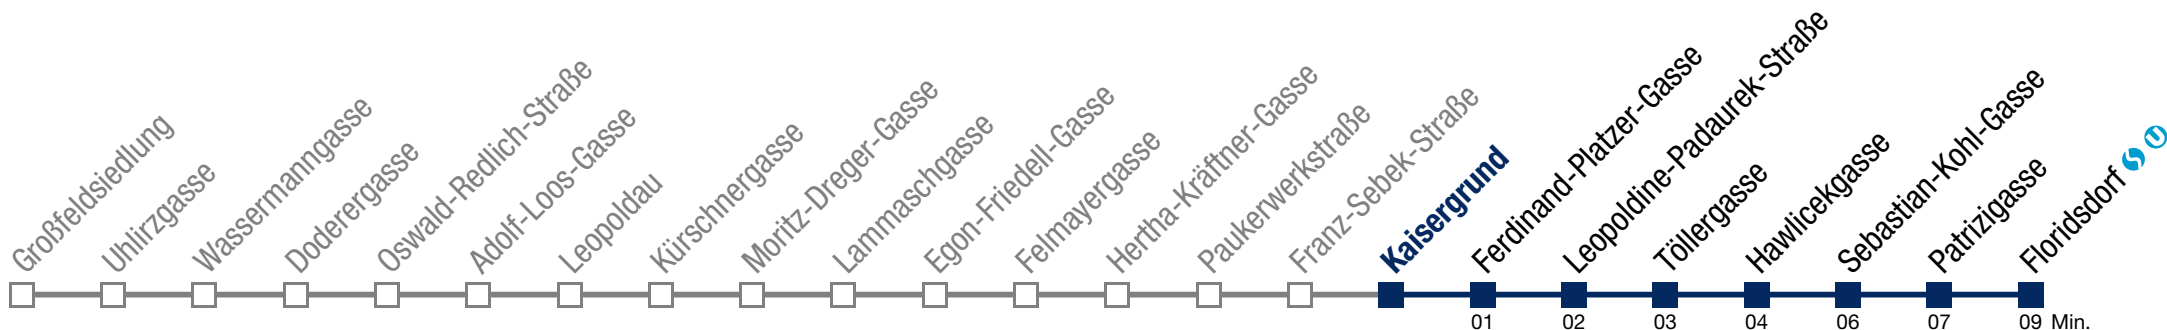 Großfeldsiedlung
Uhlirzgasse
Wassermanngasse
Doderergasse
Oswald-Redlich-Straße
Adolf-Loos-Gasse
Leopoldau
Kürschnergasse
Moritz-Dreger-Gasse
Lammaschgasse
Egon-Friedell-Gasse
Felmayergasse
Hertha-Kräftner-Gasse
Paukerwerkstraße
Franz-Sebek-Straße
Kaisergrund
Ferdinand-Platzer-Gasse
Leopoldine-Padaurek-Straße
Töllergasse
Hawlicekgasse
Sebastian-Kohl-Gasse
Patrizigasse
Floridsdorf S U
01 02 03 04 06 07 09 Min.